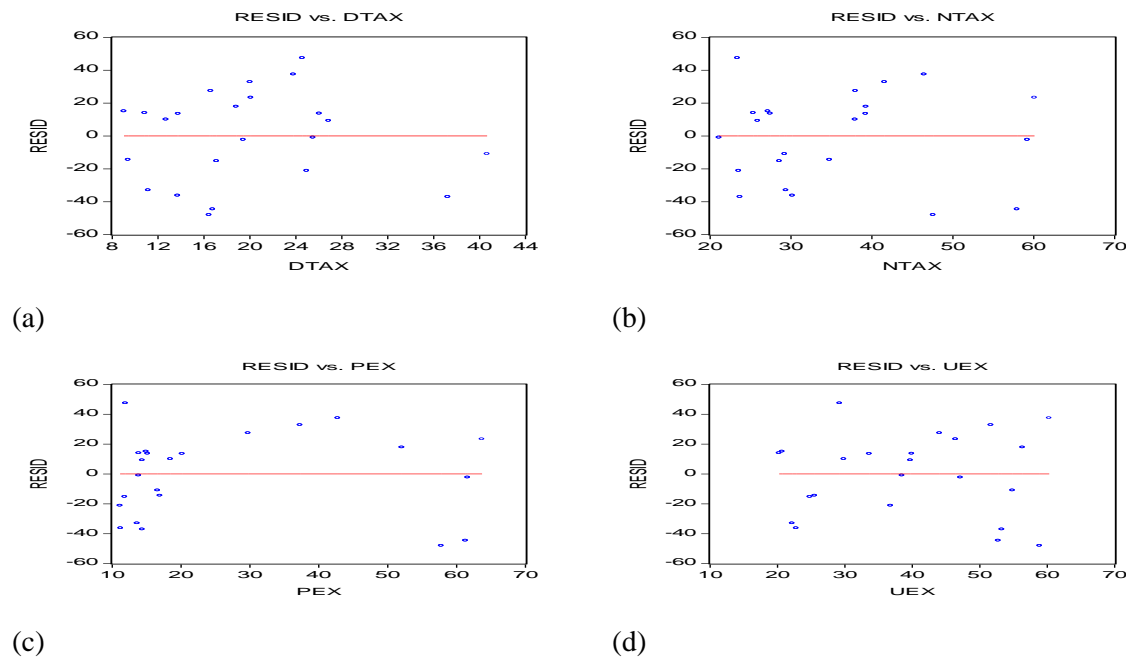 RESID vs. DTAX
60
40
20
0
-20
-40
-60
RESID
8 12 16 20 24 28 32 36 40 44
DTAX
(a)
RESID vs. NTAX
60
40
20
0
-20
-40
-60
RESID
20 30 40 50 60 70
NTAX
(b)
RESID vs. PEX
60
40
20
0
-20
-40
-60
RESID
10 20 30 40 50 60 70
PEX
(c)
RESID vs. UEX
60
40
20
0
-20
-40
-60
RESID
10 20 30 40 50 60 70
UEX
(d)